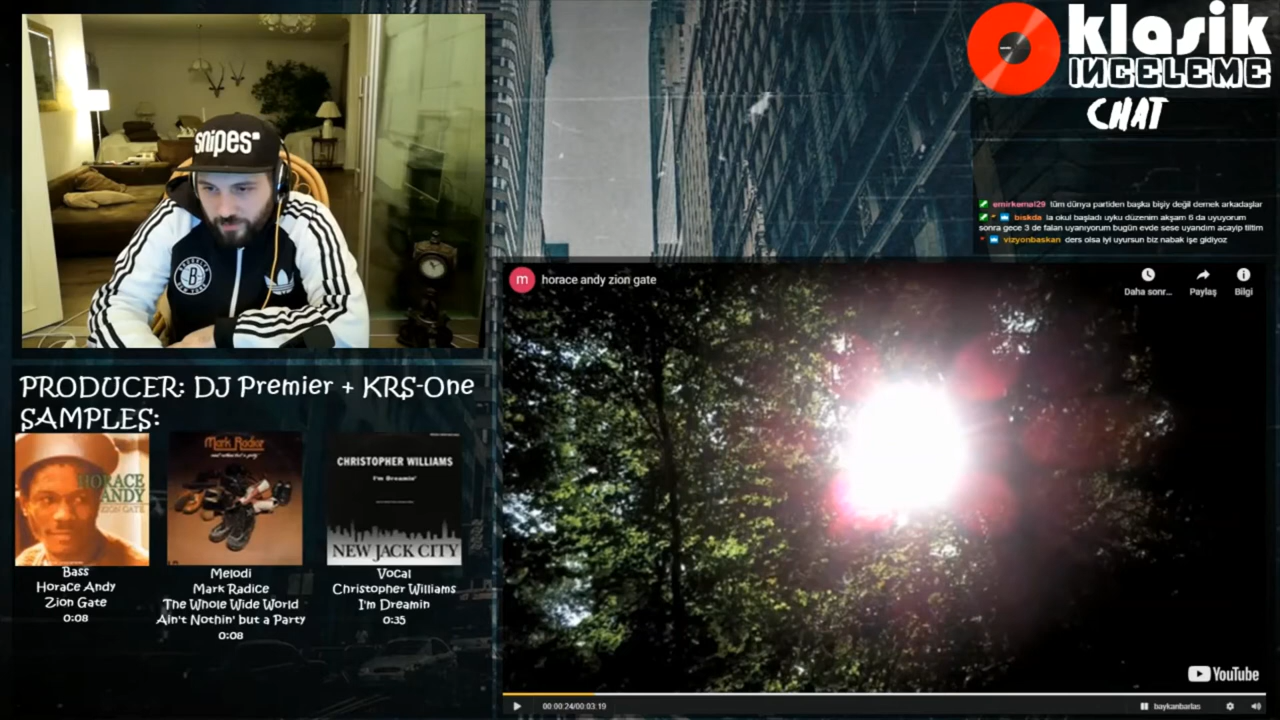 snipes
BROOKLYN
B
klasik
INCELEME
CHAT
emirkemal29 tüm dünya partiden başka bişiy değil demek arkadaşlar
biskda la okul başladı uyku düzenim akşam 6 da uyuyorum
sonra gece 3 de falan uyanıyorum bugün evde sese uyandım acayip tiltim
vizyonbaskan ders olsa iyi uyursun biz nabak işe gidiyoz
m horace andy zion gate
Daha sonr... Paylaş Bilgi
PRODUCER: DJ Premier + KRS-One
SAMPLES:
HORACE
ANDY
ZION GATE
Mark Radice
CHRISTOPHER WILLIAMS
I'm Dreamin'
NEW JACK CITY
Bass
Horace Andy
Zion Gate
0:08
Melodi
Mark Radice
The Whole Wide World
Ain't Nothin' but a Party
0:08
Vocal
Christopher Williams
I'm Dreamin
0:35
YouTube
00:00:24/00:03:19
baykanbarlas